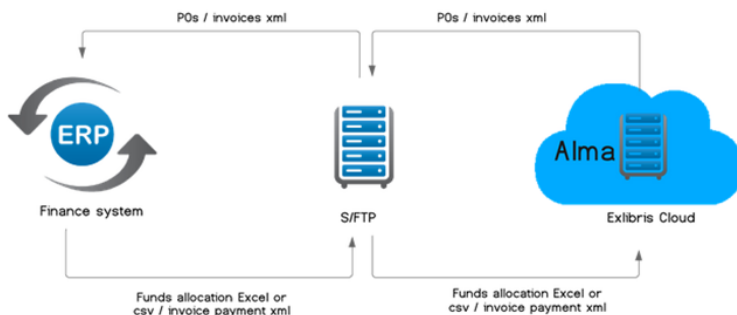 POs / invoices xml
POs / invoices xml
ERP
Alma
Finance system
S/FTP
Exlibris Cloud
Funds allocation Excel or
csv / invoice payment xml
Funds allocation Excel or
csv / invoice payment xml